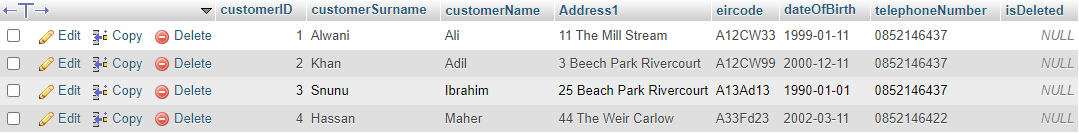 customerID customerSurname customerName Address1 eircode dateOfBirth telephoneNumber isDeleted
Edit Copy Delete 1 Alwani Ali 11 The Mill Stream A12CW33 1999-01-11 0852146437 NULL
Edit Copy Delete 2 Khan Adil 3 Beech Park Rivercourt A12CW99 2000-12-11 0852146437 NULL
Edit Copy Delete 3 Snunu Ibrahim 25 Beach Park Rivercourt A13Ad13 1990-01-01 0852146437 NULL
Edit Copy Delete 4 Hassan Maher 44 The Weir Carlow A33Fd23 2002-03-11 0852146422 NULL